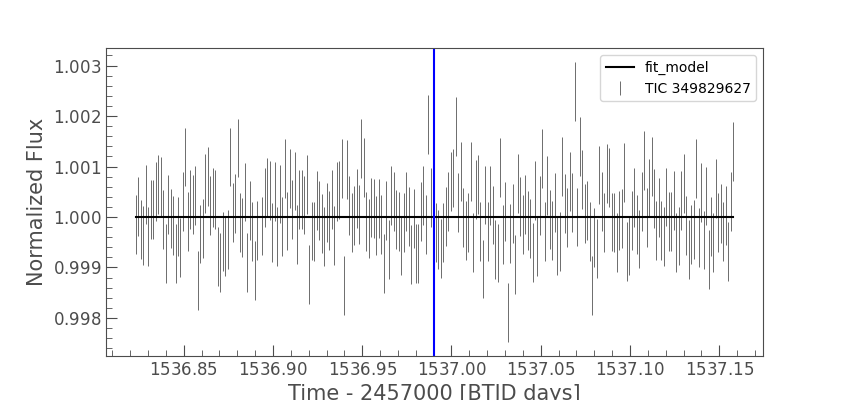 1.003
1.002
1.001
1.000
0.999
0.998
Normalized Flux
fit_model
TIC 349829627
1536.85 1536.90 1536.95 1537.00 1537.05 1537.10 1537.15
Time - 2457000 [BTJD days]